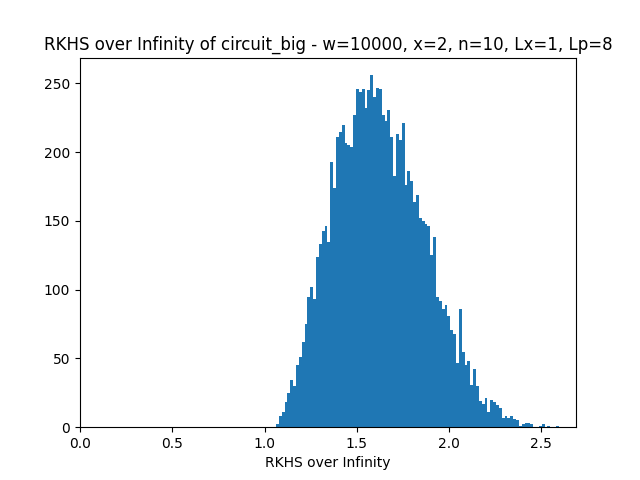 RKHS over Infinity of circuit_big - w=10000, x=2, n=10, Lx=1, Lp=8
250
200
150
100
50
0
0.0 0.5 1.0 1.5 2.0 2.5
RKHS over Infinity